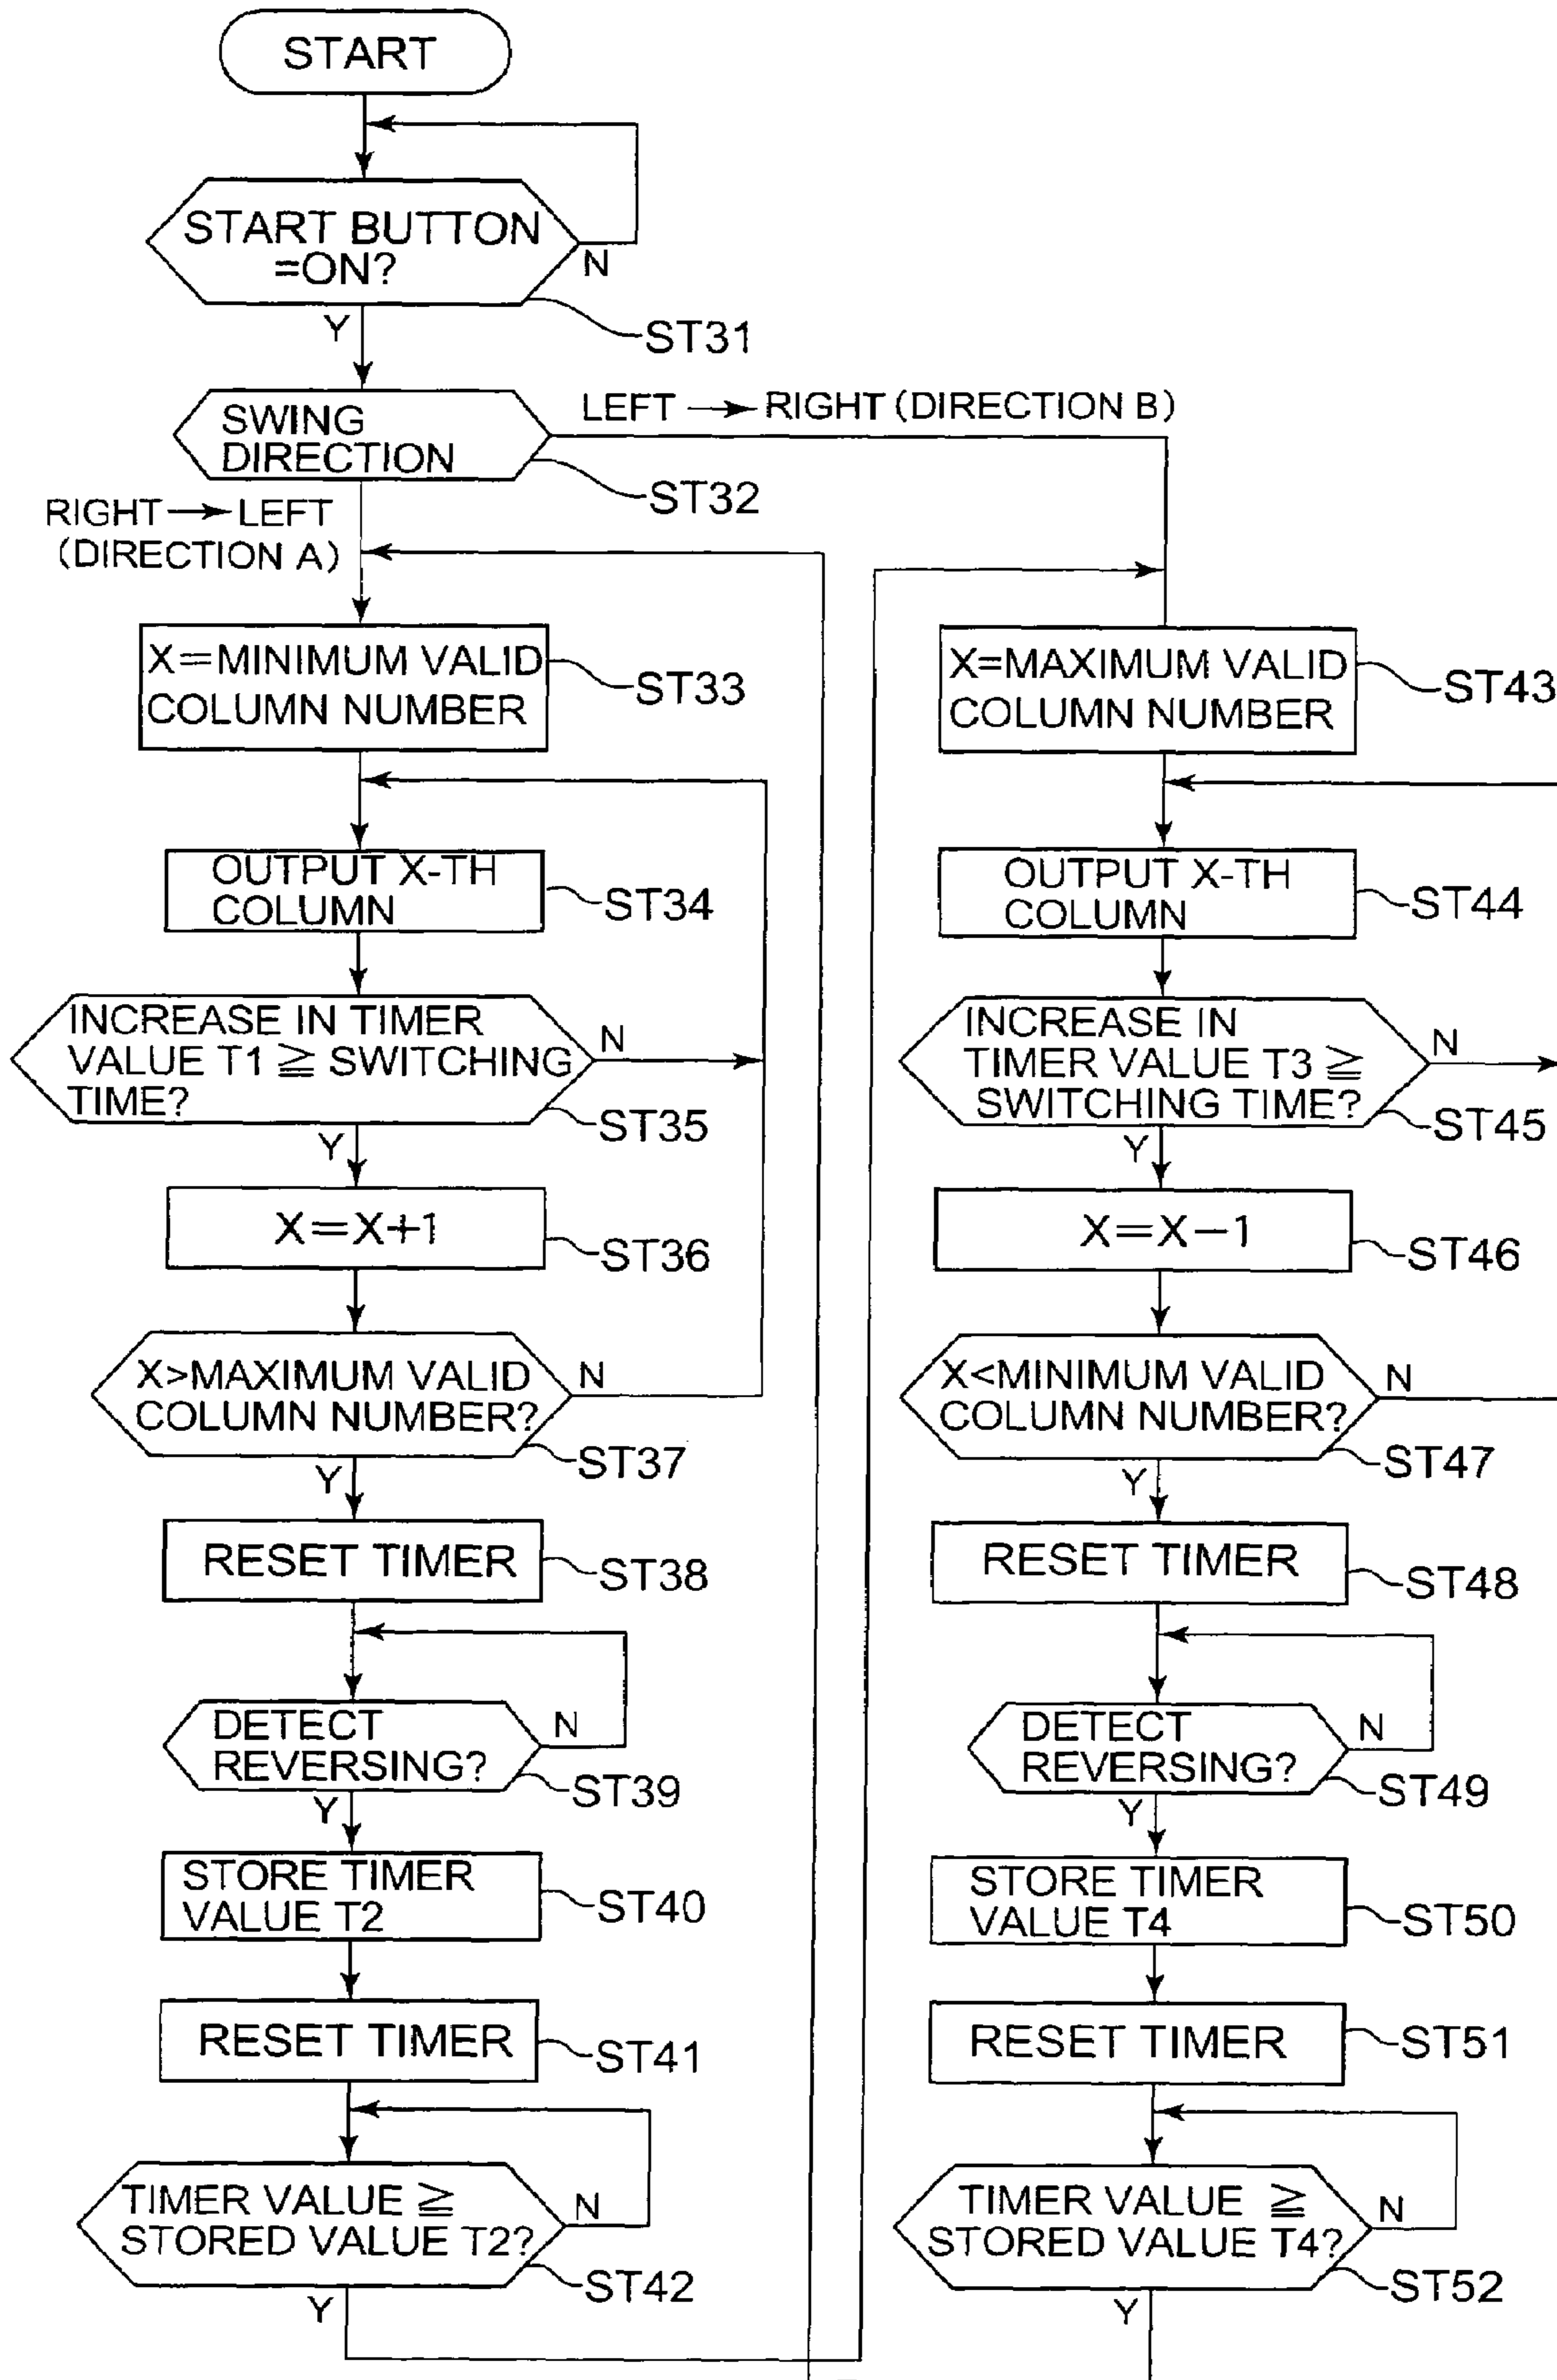 START
START BUTTON
=ON?
N
Y
ST31
SWING
DIRECTION
ST32
LEFT → RIGHT (DIRECTION B)
RIGHT → LEFT
(DIRECTION A)
X=MINIMUM VALID
COLUMN NUMBER
ST33
OUTPUT X-TH
COLUMN
ST34
INCREASE IN TIMER
VALUE T1 ≧ SWITCHING
TIME?
N
Y
ST35
X=X+1
ST36
X>MAXIMUM VALID
COLUMN NUMBER?
N
Y
ST37
RESET TIMER
ST38
DETECT
REVERSING?
N
Y
ST39
STORE TIMER
VALUE T2
ST40
RESET TIMER
ST41
TIMER VALUE ≧
STORED VALUE T2?
N
Y
ST42
X=MAXIMUM VALID
COLUMN NUMBER
ST43
OUTPUT X-TH
COLUMN
ST44
INCREASE IN
TIMER VALUE T3 ≧
SWITCHING TIME?
N
Y
ST45
X=X−1
ST46
X<MINIMUM VALID
COLUMN NUMBER?
N
Y
ST47
RESET TIMER
ST48
DETECT
REVERSING?
N
Y
ST49
STORE TIMER
VALUE T4
ST50
RESET TIMER
ST51
TIMER VALUE ≧
STORED VALUE T4?
N
Y
ST52